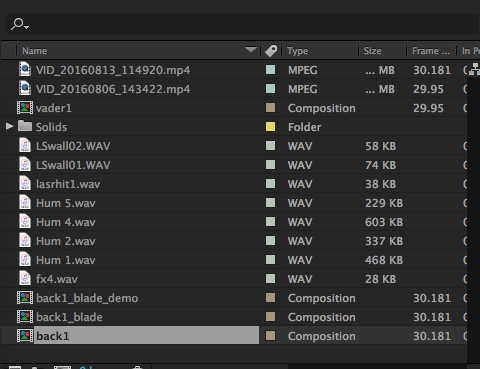 Name Type Size Frame ... In P
VID_20160813_114920.mp4 MPEG ... MB 30.181
VID_20160806_143422.mp4 MPEG ... MB 29.95
vader1 Composition 29.95
Solids Folder
LSwall02.WAV WAV 58 KB
LSwall01.WAV WAV 74 KB
lasrhit1.wav WAV 38 KB
Hum 5.wav WAV 229 KB
Hum 4.wav WAV 603 KB
Hum 2.wav WAV 337 KB
Hum 1.wav WAV 468 KB
fx4.wav WAV 28 KB
back1_blade_demo Composition 30.181
back1_blade Composition 30.181
back1 Composition 30.181